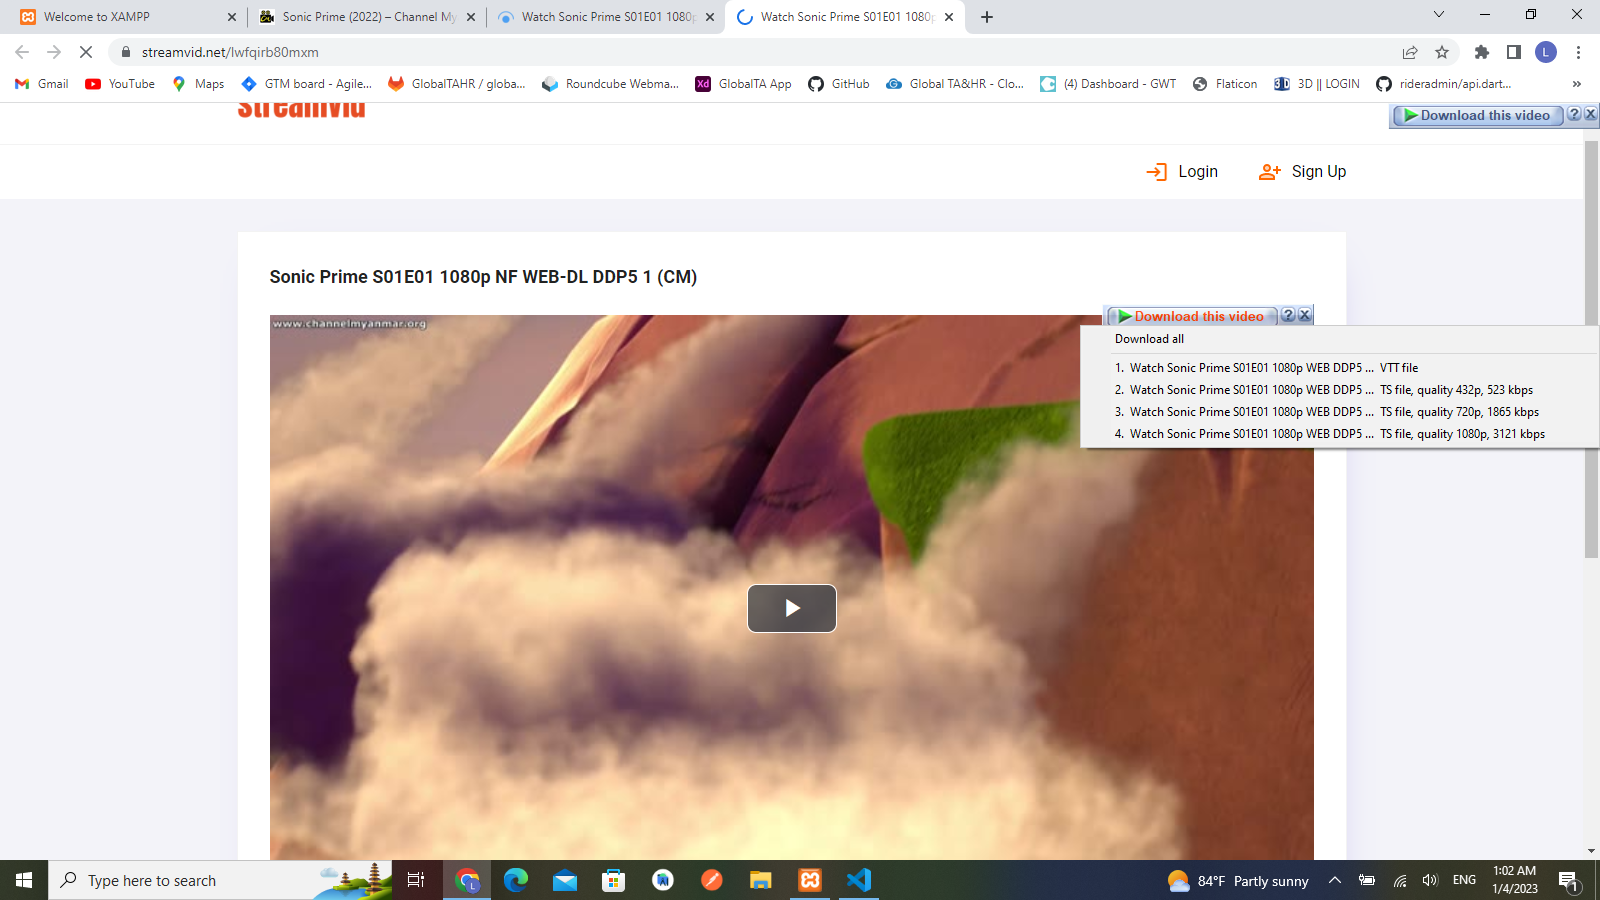 Welcome to XAMPP
Sonic Prime (2022) – Channel My
Watch Sonic Prime S01E01 1080p
Watch Sonic Prime S01E01 1080p
streamvid.net/lwfqirb80mxm
L
Gmail
YouTube
Maps
GTM board - Agile...
GlobalTAHR / globa...
Roundcube Webma...
Xd
GlobalTA App
GitHub
Global TA&HR - Clo...
(4) Dashboard - GWT
Flaticon
3D
3D || LOGIN
rideradmin/api.dart...
»
streamvid
Download this video
?
Login
Sign Up
Sonic Prime S01E01 1080p NF WEB-DL DDP5 1 (CM)
www.channelmyanmar.org
Download this video
?
Download all
1. Watch Sonic Prime S01E01 1080p WEB DDP5 ... VTT file
2. Watch Sonic Prime S01E01 1080p WEB DDP5 ... TS file, quality 432p, 523 kbps
3. Watch Sonic Prime S01E01 1080p WEB DDP5 ... TS file, quality 720p, 1865 kbps
4. Watch Sonic Prime S01E01 1080p WEB DDP5 ... TS file, quality 1080p, 3121 kbps
Type here to search
L
84°F Partly sunny
ENG
1:02 AM
1/4/2023
1